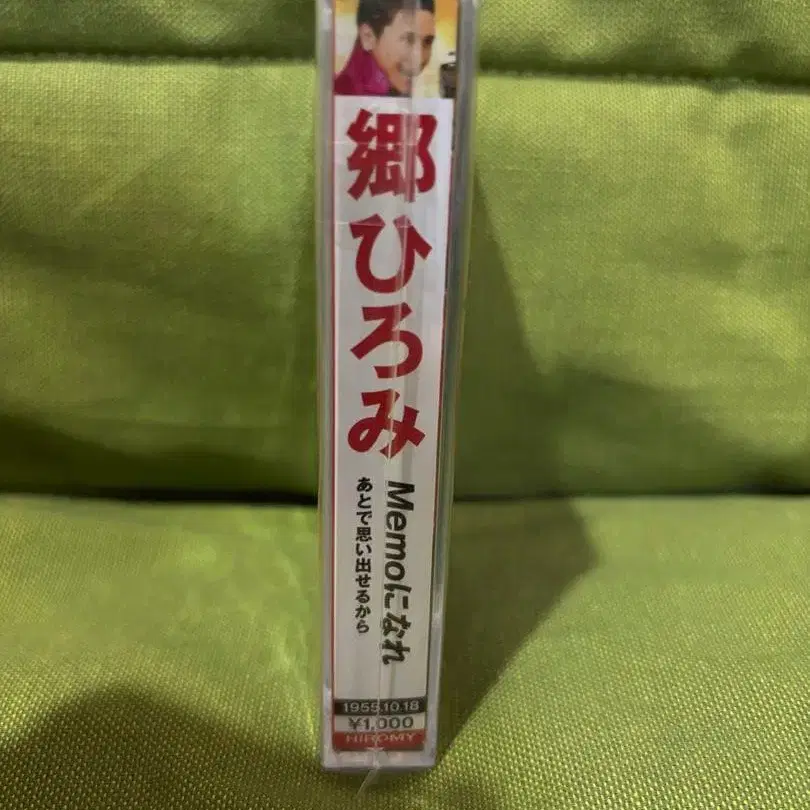 郷ひろみ
Memoになれ
あとで思い出せるから
1955.10.18
¥1,000
HIROMY